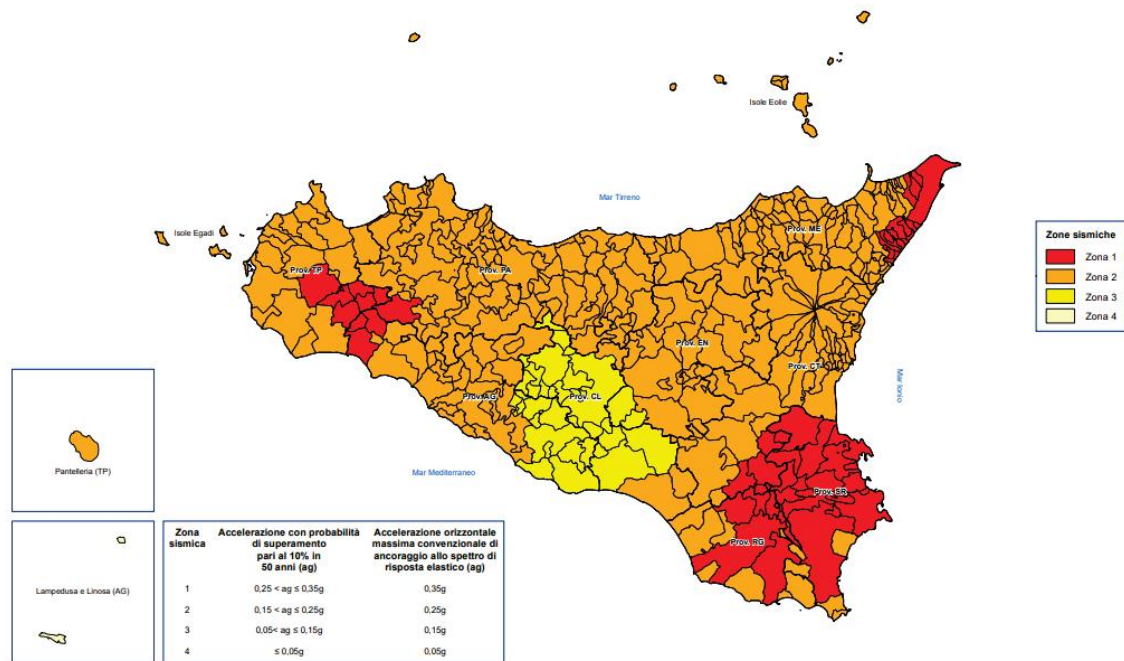 Isole Eolie
Mar Tirreno
Isole Egadi
Prov. TP
Prov. PA
Prov. ME
Prov. EN
Prov. CT
Prov. AG
Prov. CL
Prov. SR
Prov. RG
Mar Ionio
Mar Mediterraneo
Zone sismiche
Zona 1
Zona 2
Zona 3
Zona 4
Pantelleria (TP)
Lampedusa e Linosa (AG)
Zona sismica
Accelerazione con probabilità
di superamento
pari al 10% in
50 anni (ag)
Accelerazione orizzontale
massima convenzionale di
ancoraggio allo spettro di
risposta elastico (ag)
1 0,25 < ag ≤ 0,35g 0,35g
2 0,15 < ag ≤ 0,25g 0,25g
3 0,05< ag ≤ 0,15g 0,15g
4 ≤ 0,05g 0,05g